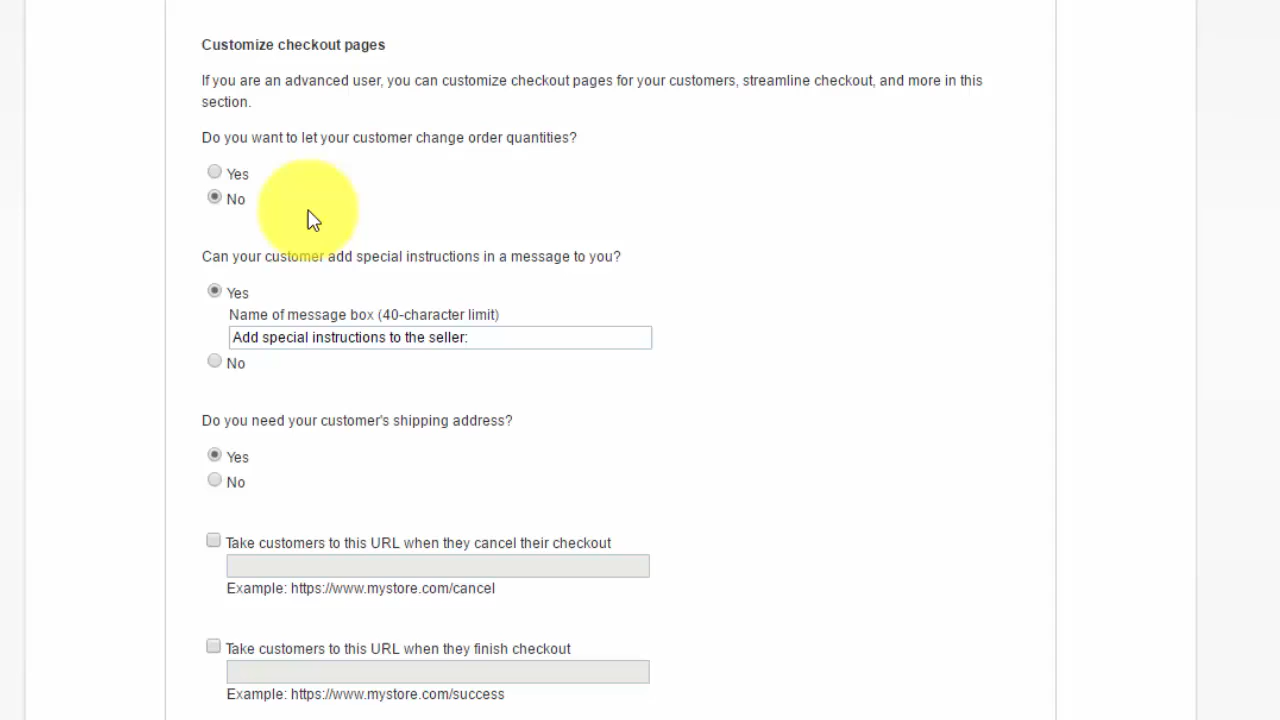 Customize checkout pages
If you are an advanced user, you can customize checkout pages for your customers, streamline checkout, and more in this
section.
Do you want to let your customer change order quantities?
Yes
No
Can your customer add special instructions in a message to you?
Yes
Name of message box (40-character limit)
Add special instructions to the seller:
No
Do you need your customer's shipping address?
Yes
No
Take customers to this URL when they cancel their checkout
Example: https://www.mystore.com/cancel
Take customers to this URL when they finish checkout
Example: https://www.mystore.com/success